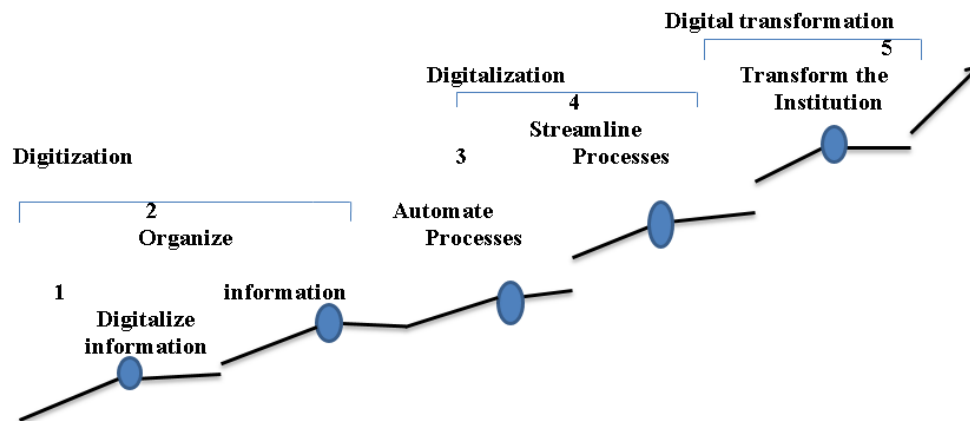 Digital transformation
5
Transform the
Institution
Digitalization
4
Streamline
Processes
3
Automate
Processes
Digitization
2
Organize
information
1
Digitalize
information